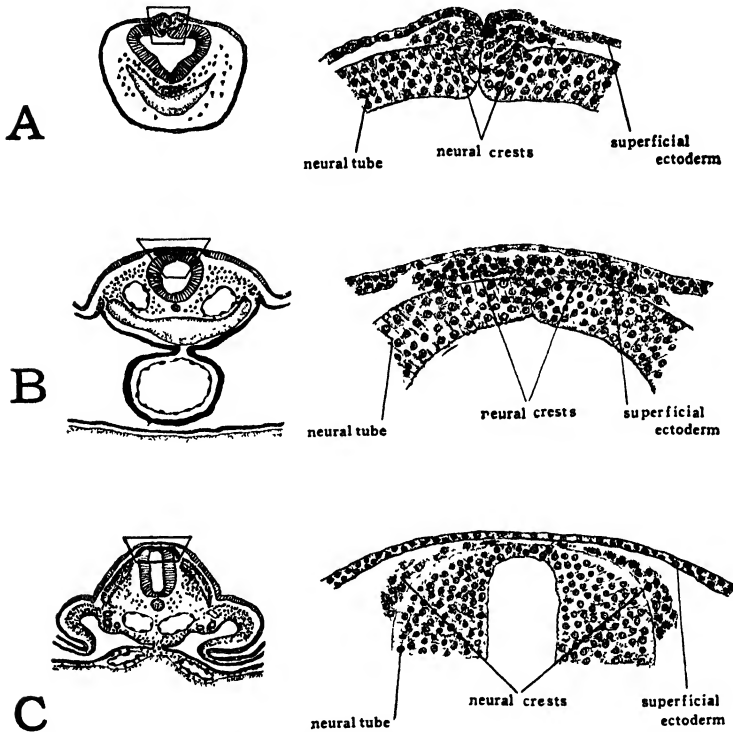 A
neural tube
neural crests
superficial
ectoderm
B
neural tube
neural crests
superficial
ectoderm
C
neural tube
neural crests
superficial
ectoderm